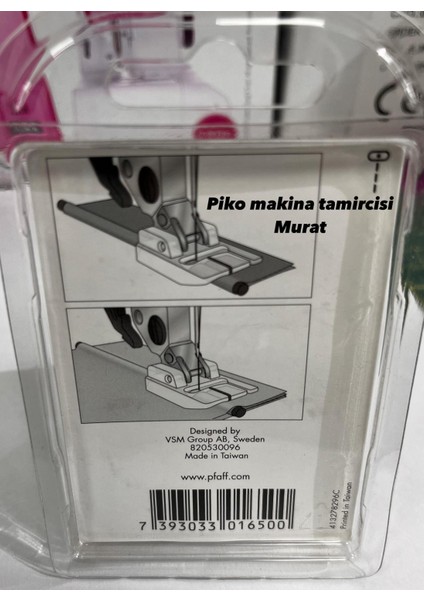 Piko makina tamircisi
Murat
Designed by
VSM Group AB, Sweden
820530096
Made in Taiwan
www.pfaff.com
7 393033 016500
413278296C
Printed in Taiwan